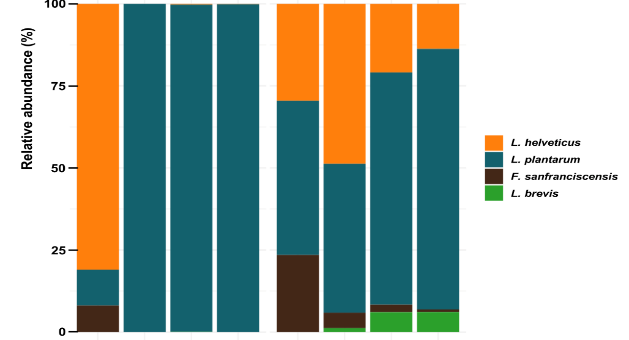 100
75
50
25
0
Relative abundance (%)
L. helveticus
L. plantarum
F. sanfranciscensis
L. brevis